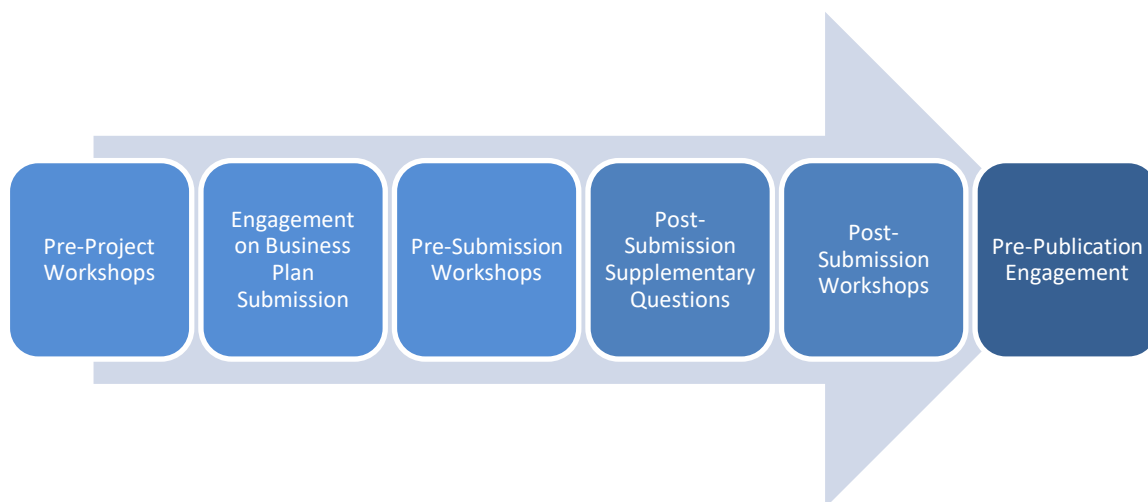 Pre-Project
Workshops
Engagement
on Business
Plan
Submission
Pre-Submission
Workshops
Post-
Submission
Supplementary
Questions
Post-
Submission
Workshops
Pre-Publication
Engagement